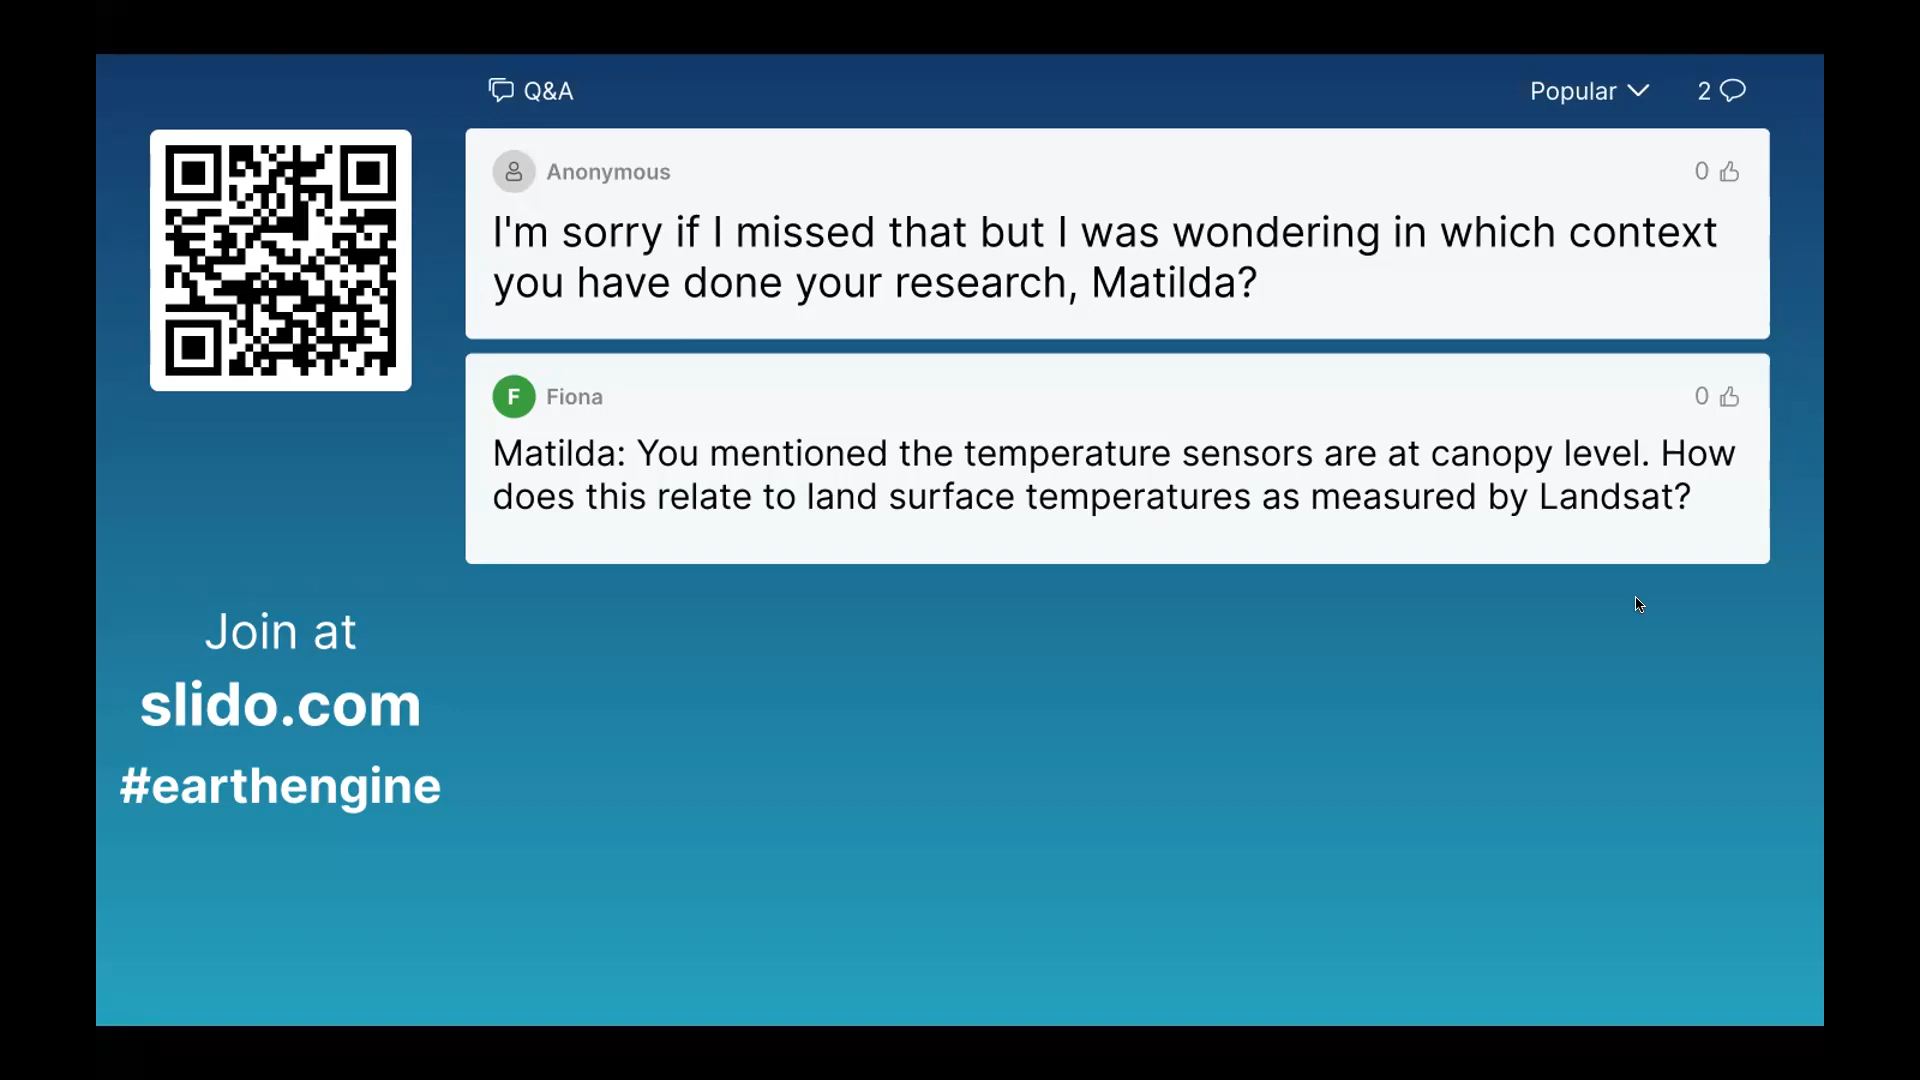 Q&A
Popular
2
Anonymous
0
I'm sorry if I missed that but I was wondering in which context
you have done your research, Matilda?
F
Fiona
0
Matilda: You mentioned the temperature sensors are at canopy level. How
does this relate to land surface temperatures as measured by Landsat?
Join at
slido.com
#earthengine